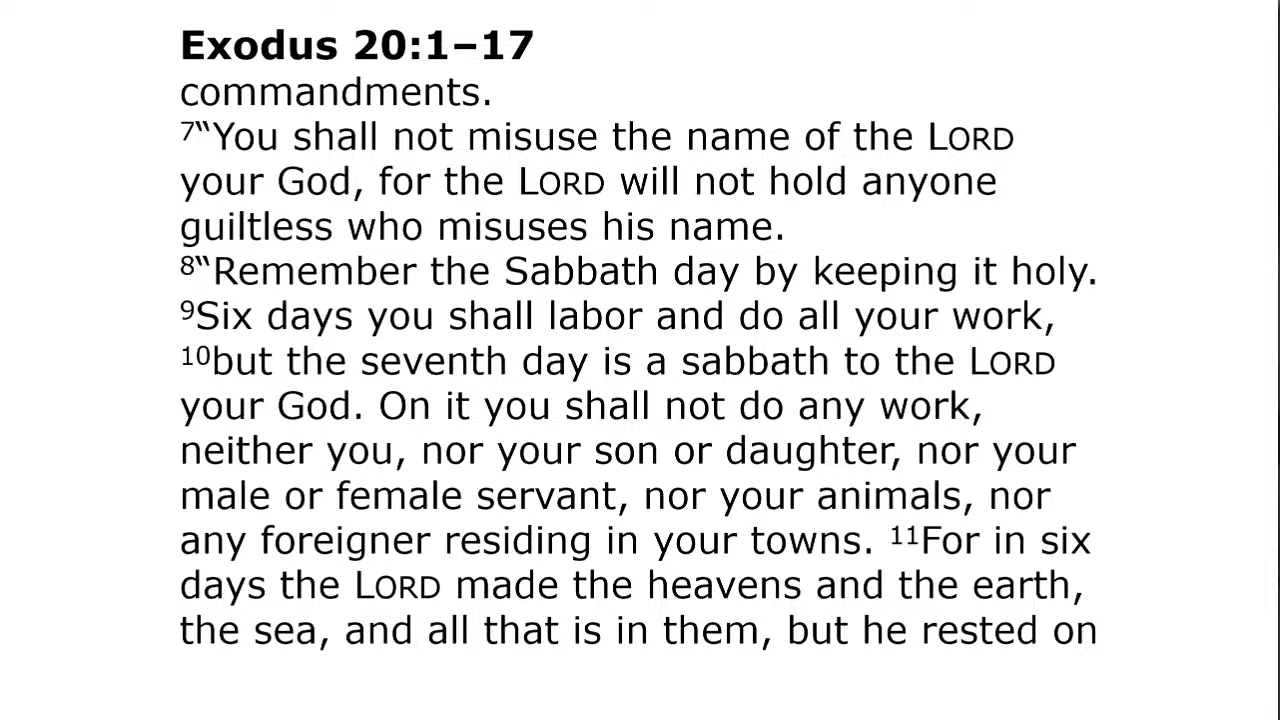 Exodus 20:1–17
commandments.
7“You shall not misuse the name of the LORD
your God, for the LORD will not hold anyone
guiltless who misuses his name.
8“Remember the Sabbath day by keeping it holy.
9Six days you shall labor and do all your work,
10but the seventh day is a sabbath to the LORD
your God. On it you shall not do any work,
neither you, nor your son or daughter, nor your
male or female servant, nor your animals, nor
any foreigner residing in your towns. 11For in six
days the LORD made the heavens and the earth,
the sea, and all that is in them, but he rested on